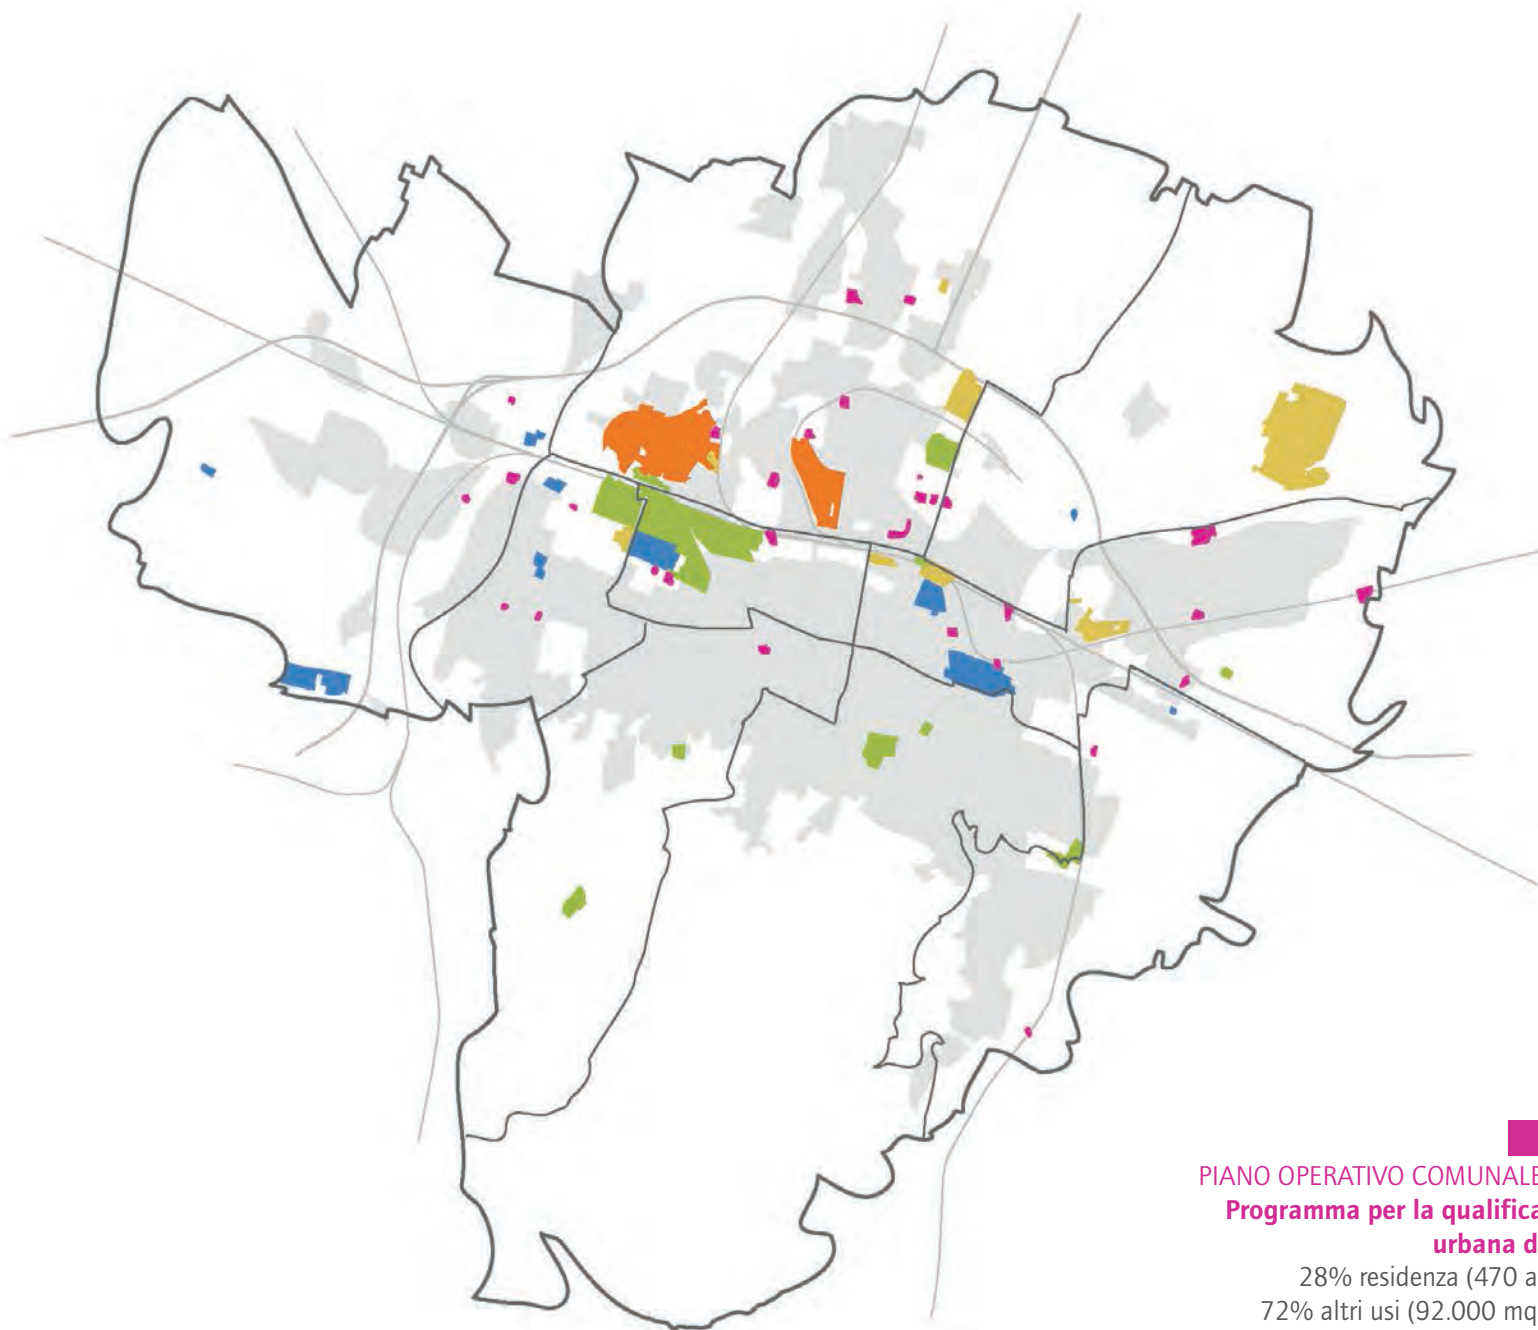 PIANO OPERATIVO COMUNALE
Programma per la qualifica
urbana d
28% residenza (470 a
72% altri usi (92.000 mq